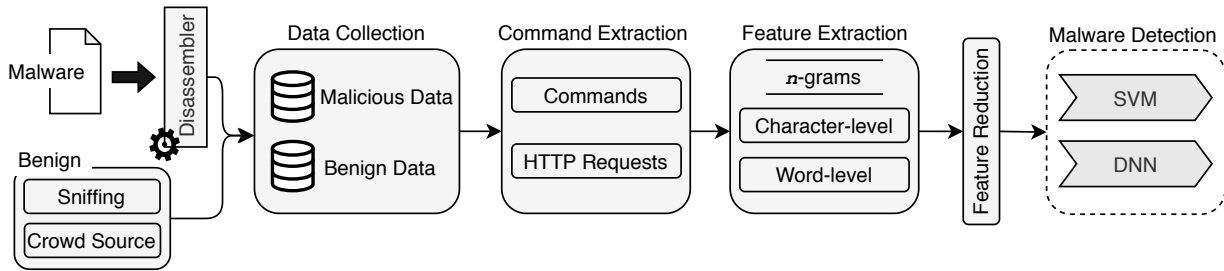 Malware
Disassembler
Benign
Sniffing
Crowd Source
Data Collection
Malicious Data
Benign Data
Command Extraction
Commands
HTTP Requests
Feature Extraction
n-grams
Character-level
Word-level
Feature Reduction
Malware Detection
SVM
DNN